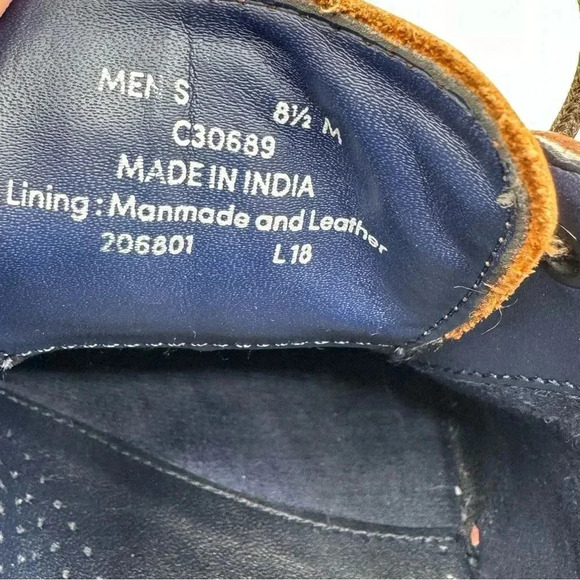 MEN'S 8½ M
C30689
MADE IN INDIA
Lining : Manmade and Leather
206801 L18